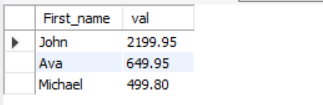 First_name val
John 2199.95
Ava 649.95
Michael 499.80